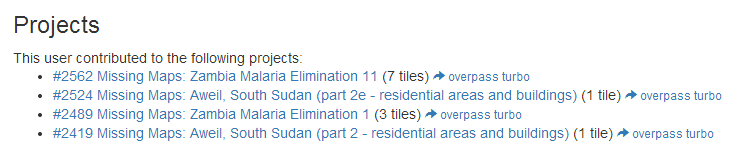 Projects
This user contributed to the following projects:
#2562 Missing Maps: Zambia Malaria Elimination 11 (7 tiles) overpass turbo
#2524 Missing Maps: Aweil, South Sudan (part 2e - residential areas and buildings) (1 tile) overpass turbo
#2489 Missing Maps: Zambia Malaria Elimination 1 (3 tiles) overpass turbo
#2419 Missing Maps: Aweil, South Sudan (part 2 - residential areas and buildings) (1 tile) overpass turbo